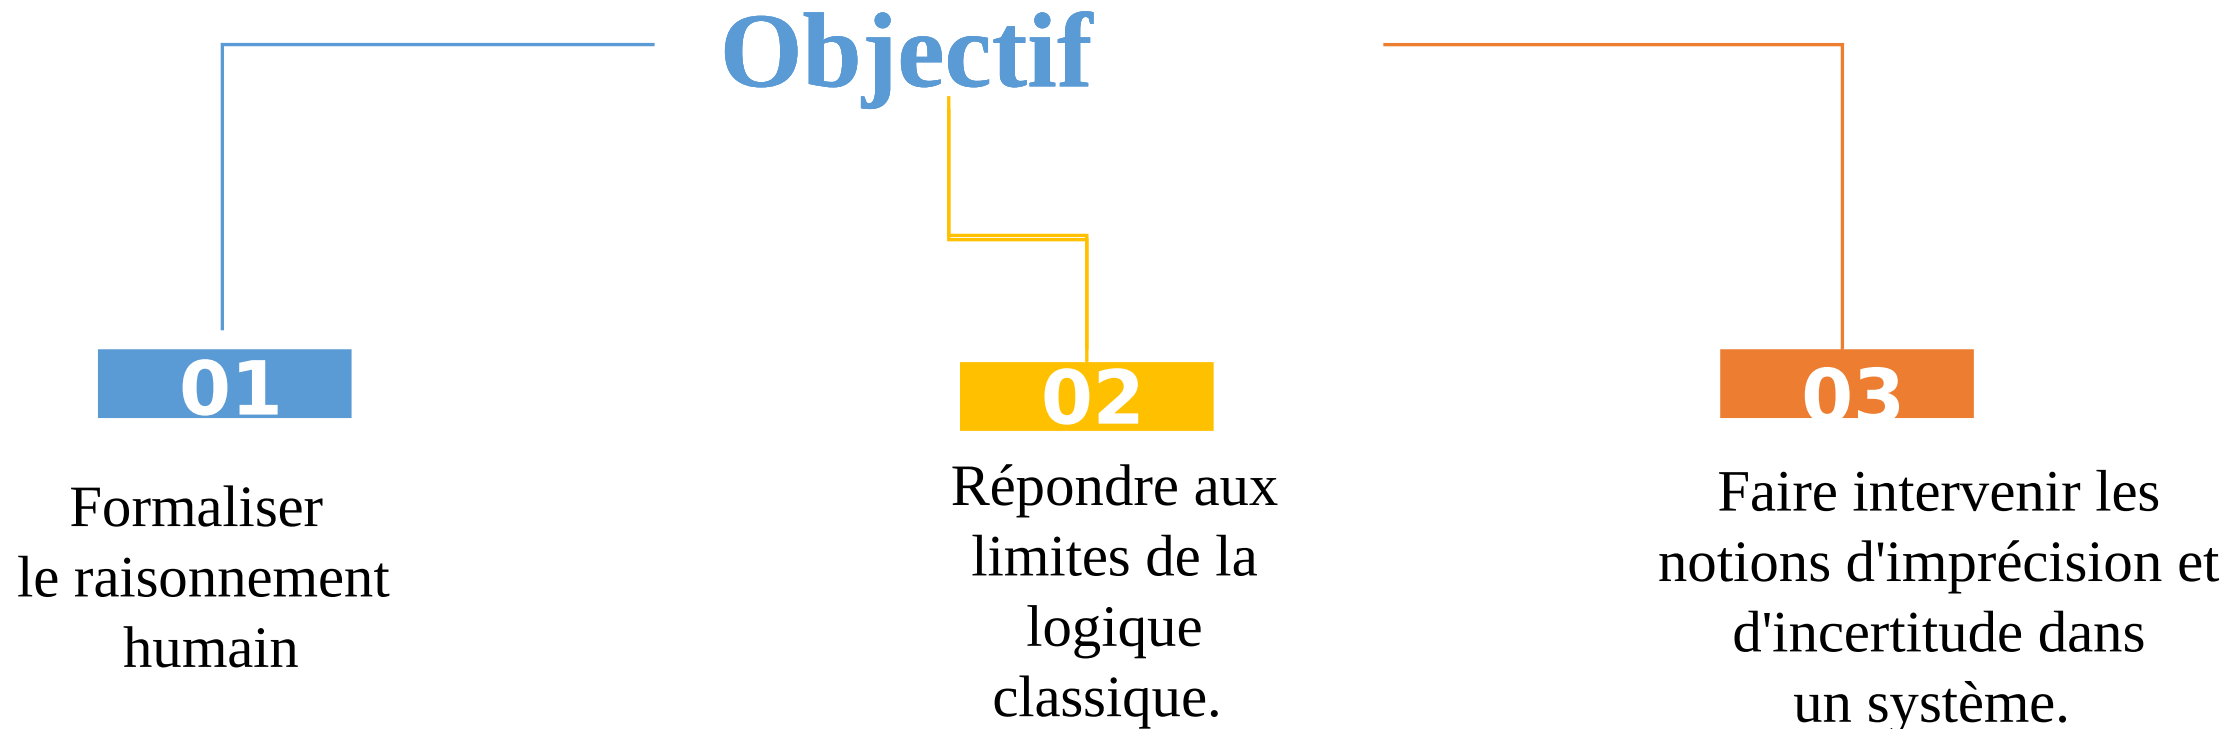 Objectif
01
Formaliser
le raisonnement
humain
02
Répondre aux
limites de la
logique
classique.
03
Faire intervenir les
notions d'imprécision et
d'incertitude dans
un système.